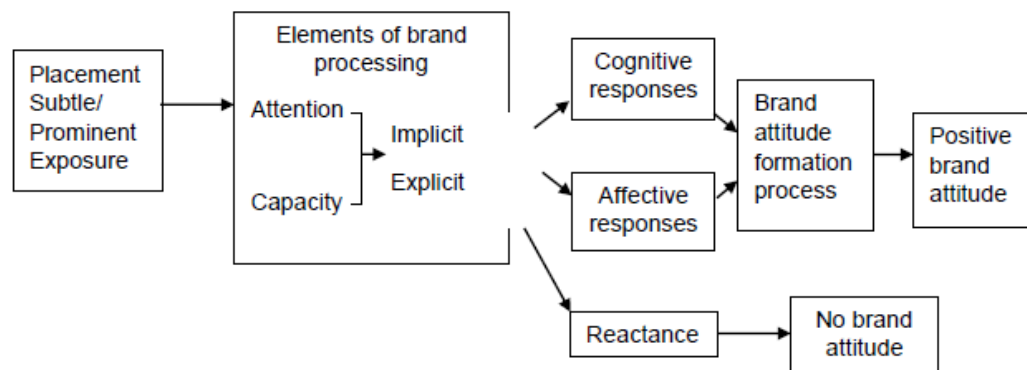 Placement
Subtle/
Prominent
Exposure
Elements of brand
processing
Attention
Capacity
Implicit
Explicit
Cognitive
responses
Affective
responses
Reactance
Brand
attitude
formation
process
Positive
brand
attitude
No brand
attitude